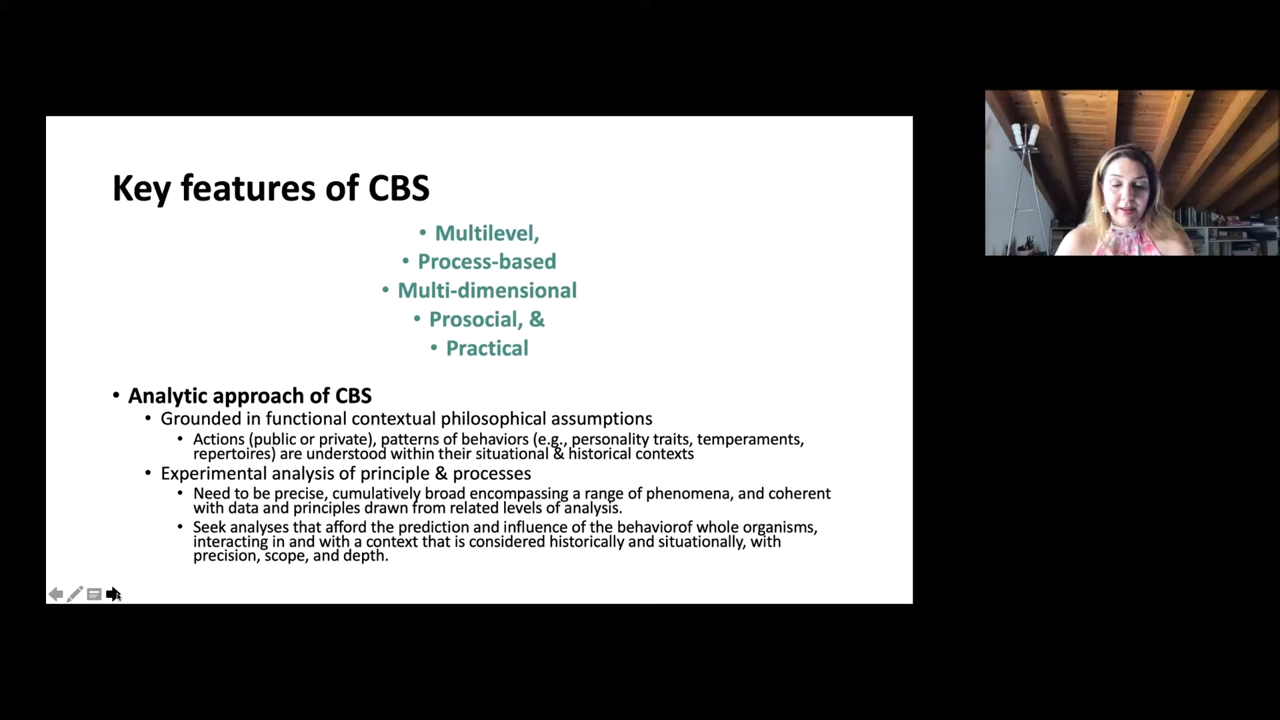 Key features of CBS
• Multilevel,
• Process-based
• Multi-dimensional
• Prosocial, &
• Practical
• Analytic approach of CBS
• Grounded in functional contextual philosophical assumptions
• Actions (public or private), patterns of behaviors (e.g., personality traits, temperaments,
repertoires) are understood within their situational & historical contexts
• Experimental analysis of principle & processes
• Need to be precise, cumulatively broad encompassing a range of phenomena, and coherent
with data and principles drawn from related levels of analysis.
• Seek analyses that afford the prediction and influence of the behaviorof whole organisms,
interacting in and with a context that is considered historically and situationally, with
precision, scope, and depth.